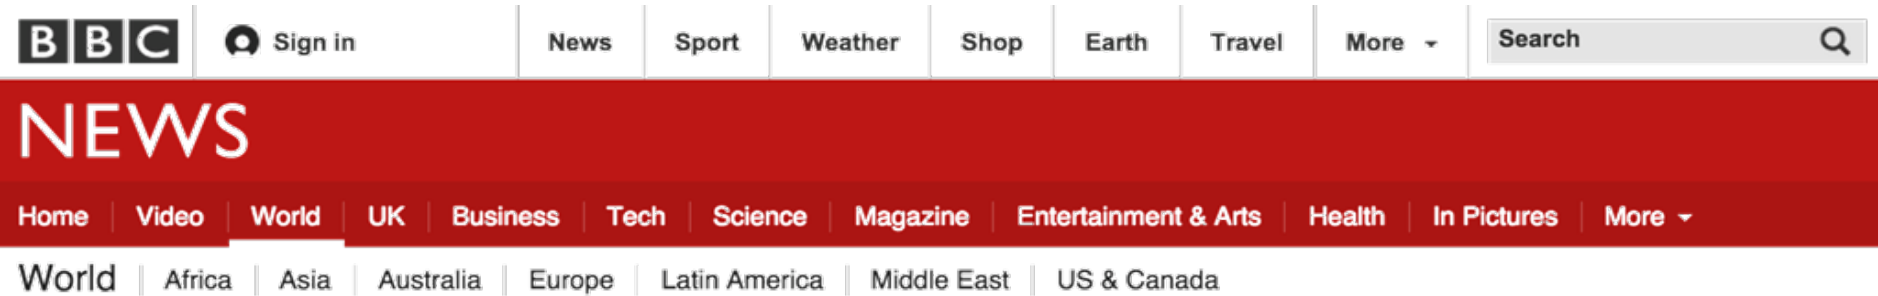 BBC Sign in News Sport Weather Shop Earth Travel More Search
NEWS
Home Video World UK Business Tech Science Magazine Entertainment & Arts Health In Pictures More
World Africa Asia Australia Europe Latin America Middle East US & Canada